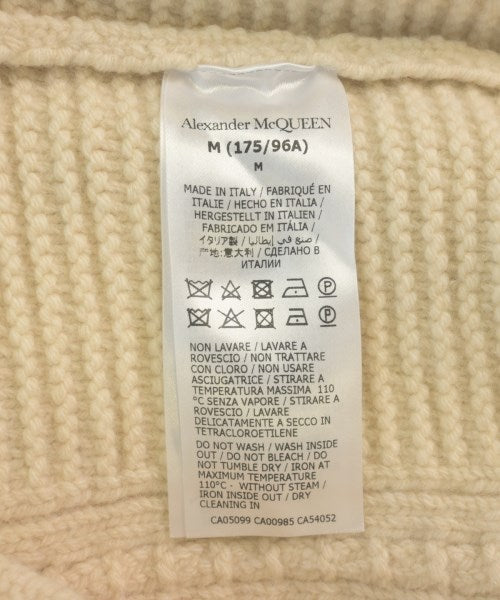 Alexander McQUEEN
M (175/96A)
M
MADE IN ITALY / FABRIQUÉ EN
ITALIE / HECHO EN ITALIA /
HERGESTELLT IN ITALIEN /
FABRICADO EM ITÁLIA /
イタリア製 / صنع في إيطاليا /
产地:意大利 / СДЕЛАНО В
ИТАЛИИ
P
P
NON LAVARE / LAVARE A
ROVESCIO / NON TRATTARE
CON CLORO / NON USARE
ASCIUGATRICE / STIRARE A
TEMPERATURA MASSIMA 110
°C SENZA VAPORE / STIRARE A
ROVESCIO / LAVARE
DELICATAMENTE A SECCO IN
TETRACLOROETILENE
DO NOT WASH / WASH INSIDE
OUT / DO NOT BLEACH / DO
NOT TUMBLE DRY / IRON AT
MAXIMUM TEMPERATURE
110°C - WITHOUT STEAM /
IRON INSIDE OUT / DRY
CLEANING IN
CA05099 CA00985 CA54052